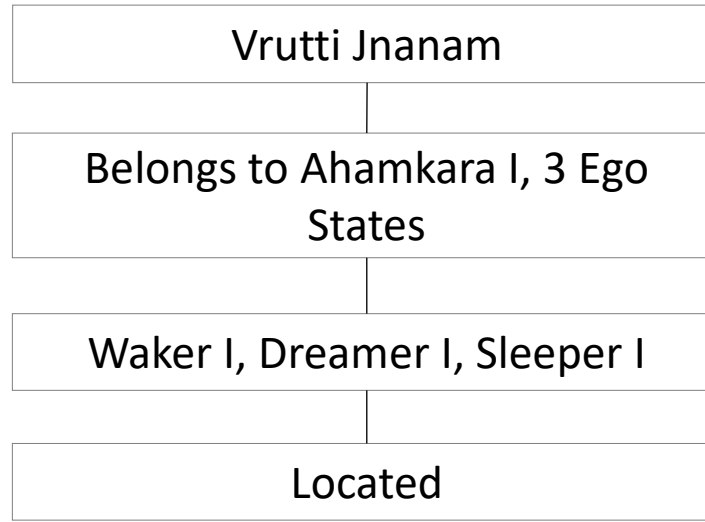 Vrutti Jnanam
Belongs to Ahamkara I, 3 Ego
States
Waker I, Dreamer I, Sleeper I
Located